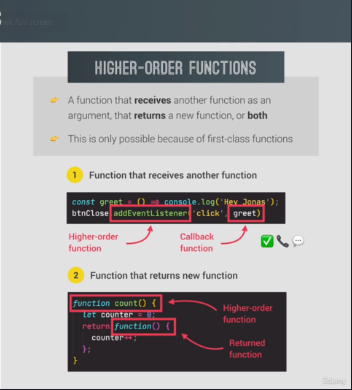 HIGHER-ORDER FUNCTIONS
👉 A function that receives another function as an
argument, that returns a new function, or both
👉 This is only possible because of first-class functions
1 Function that receives another function
const greet = () => console.log('Hey Jonas');
btnClose.addEventListener('click', greet)
Higher-order
function
Callback
function
✅ 📞 💬
2 Function that returns new function
function count() {
let counter = 0;
return function() {
counter++;
};
}
Higher-order
function
Returned
function